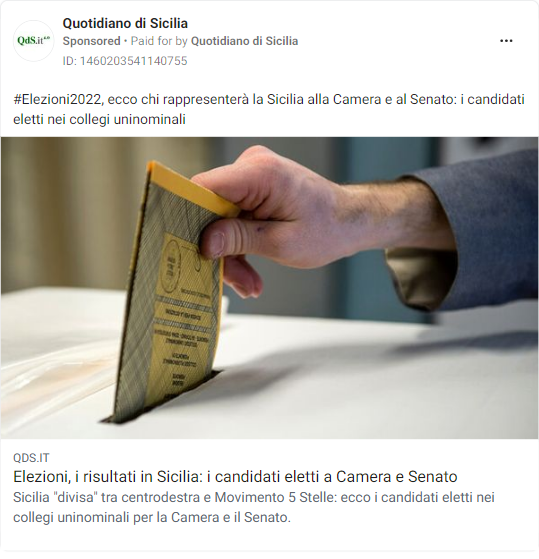 QdS.it
Quotidiano di Sicilia
Sponsored • Paid for by Quotidiano di Sicilia
ID: 1460203541140755
#Elezioni2022, ecco chi rappresenterà la Sicilia alla Camera e al Senato: i candidati
eletti nei collegi uninominali
QDS.IT
Elezioni, i risultati in Sicilia: i candidati eletti a Camera e Senato
Sicilia "divisa" tra centrodestra e Movimento 5 Stelle: ecco i candidati eletti nei
collegi uninominali per la Camera e il Senato.